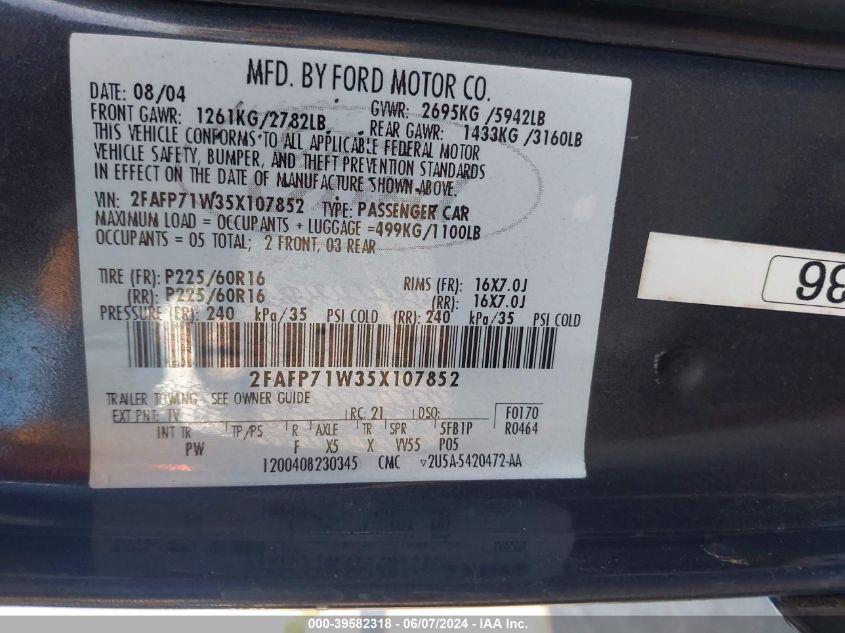 MFD. BY FORD MOTOR CO.
DATE: 08/04 GVWR: 2695KG /5942LB
FRONT GAWR: 1261KG/2782LB REAR GAWR: 1433KG /3160LB
THIS VEHICLE CONFORMS TO ALL APPLICABLE FEDERAL MOTOR
VEHICLE SAFETY, BUMPER, AND THEFT PREVENTION STANDARDS
IN EFFECT ON THE DATE OF MANUFACTURE SHOWN ABOVE.
VIN: 2FAFP71W35X107852 TYPE: PASSENGER CAR
MAXIMUM LOAD = OCCUPANTS + LUGGAGE =499KG/1100LB
OCCUPANTS = 05 TOTAL; 2 FRONT, 03 REAR
TIRE (FR): P225/60R16 RIMS (FR): 16X7.0J
(RR): P225/60R16 (RR): 16X7.0J
PRESSURE (FR): 240 kPa/35 PSI COLD (RR): 240 kPa/35 PSI COLD
2FAFP71W35X107852
TRAILER TOWING - SEE OWNER GUIDE
EXT PNT: TV RC: 21 DSO: F0170
INT TR TP/PS R AXLE TR SPR 5FB1P R0464
PW F X5 X VV55 P05
1200408230345 CMC ▿2U5A-5420472-AA
98
000-39582318 - 06/07/2024 - IAAI.COM